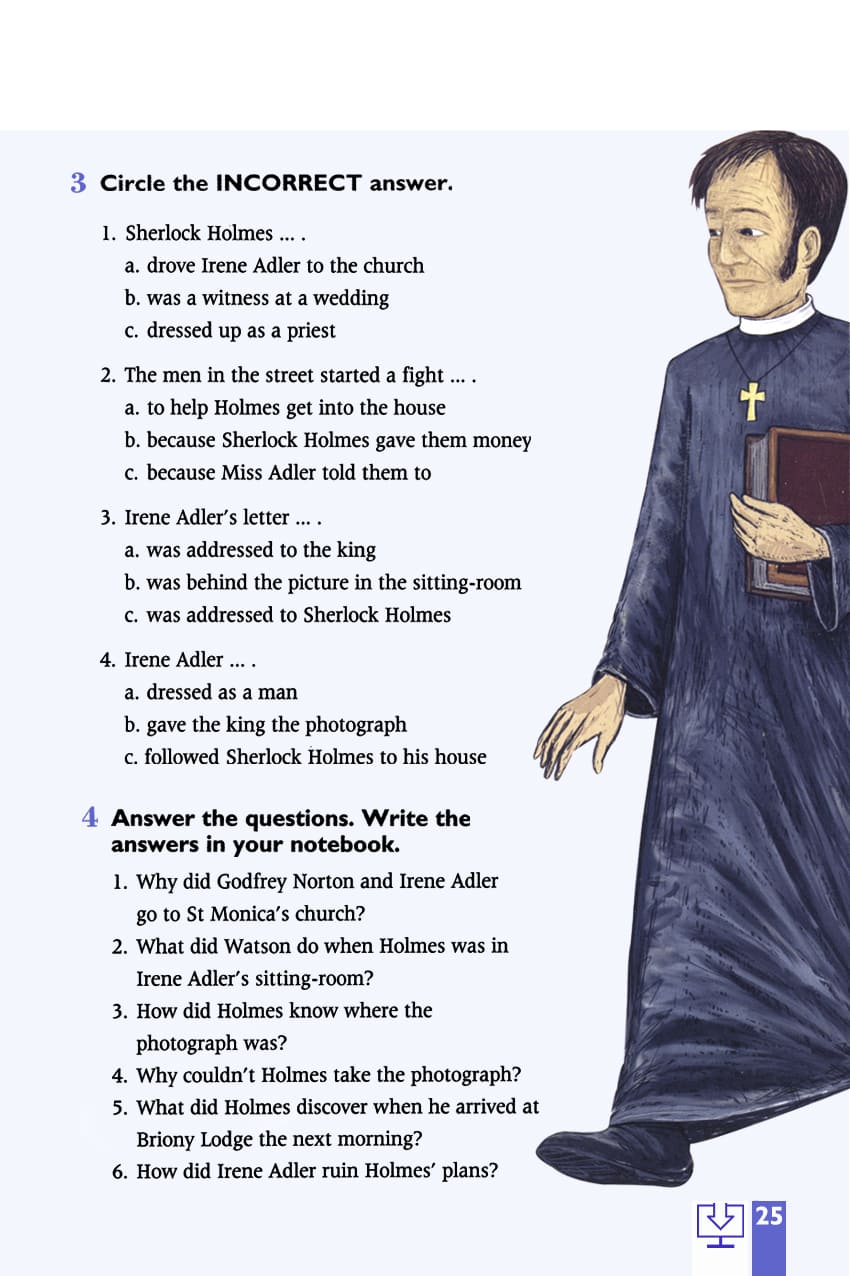 3 Circle the INCORRECT answer.
1. Sherlock Holmes ... .
a. drove Irene Adler to the church
b. was a witness at a wedding
c. dressed up as a priest
2. The men in the street started a fight ... .
a. to help Holmes get into the house
b. because Sherlock Holmes gave them money
c. because Miss Adler told them to
3. Irene Adler’s letter ... .
a. was addressed to the king
b. was behind the picture in the sitting-room
c. was addressed to Sherlock Holmes
4. Irene Adler ... .
a. dressed as a man
b. gave the king the photograph
c. followed Sherlock Holmes to his house
4 Answer the questions. Write the
answers in your notebook.
1. Why did Godfrey Norton and Irene Adler
go to St Monica’s church?
2. What did Watson do when Holmes was in
Irene Adler’s sitting-room?
3. How did Holmes know where the
photograph was?
4. Why couldn’t Holmes take the photograph?
5. What did Holmes discover when he arrived at
Briony Lodge the next morning?
6. How did Irene Adler ruin Holmes’ plans?
25